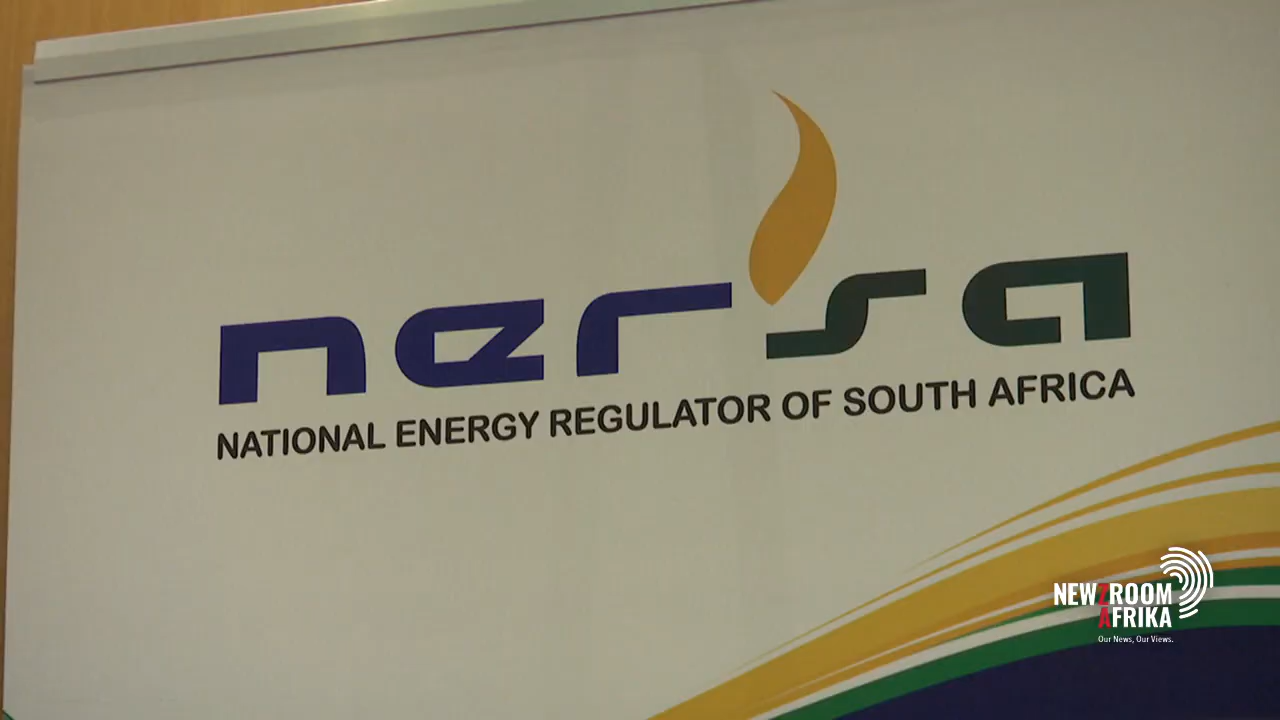 nersa
NATIONAL ENERGY REGULATOR OF SOUTH AFRICA
NEWZROOM
AFRIKA
Our News, Our Views.